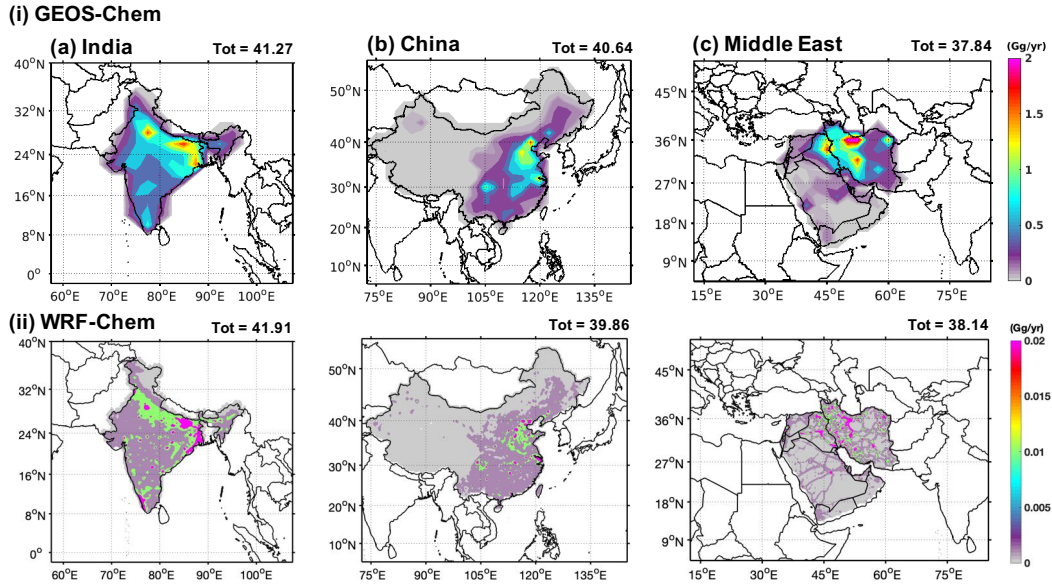 (i) GEOS-Chem
(a) India Tot = 41.27
(b) China Tot = 40.64
(c) Middle East Tot = 37.84 (Gg/yr)
40°N
32°N
24°N
16°N
8°N
0°
60°E 70°E 80°E 90°E 100°E
50°N
40°N
30°N
20°N
10°N
75°E 90°E 105°E 120°E 135°E
45°N
36°N
27°N
18°N
9°N
15°E 30°E 45°E 60°E 75°E
2
1.5
1
0.5
0
(ii) WRF-Chem
Tot = 41.91
Tot = 39.86
Tot = 38.14
(Gg/yr)
40°N
32°N
24°N
16°N
8°N
0°
60°E 70°E 80°E 90°E 100°E
50°N
40°N
30°N
20°N
10°N
75°E 90°E 105°E 120°E 135°E
45°N
36°N
27°N
18°N
9°N
15°E 30°E 45°E 60°E 75°E
0.02
0.015
0.01
0.005
0